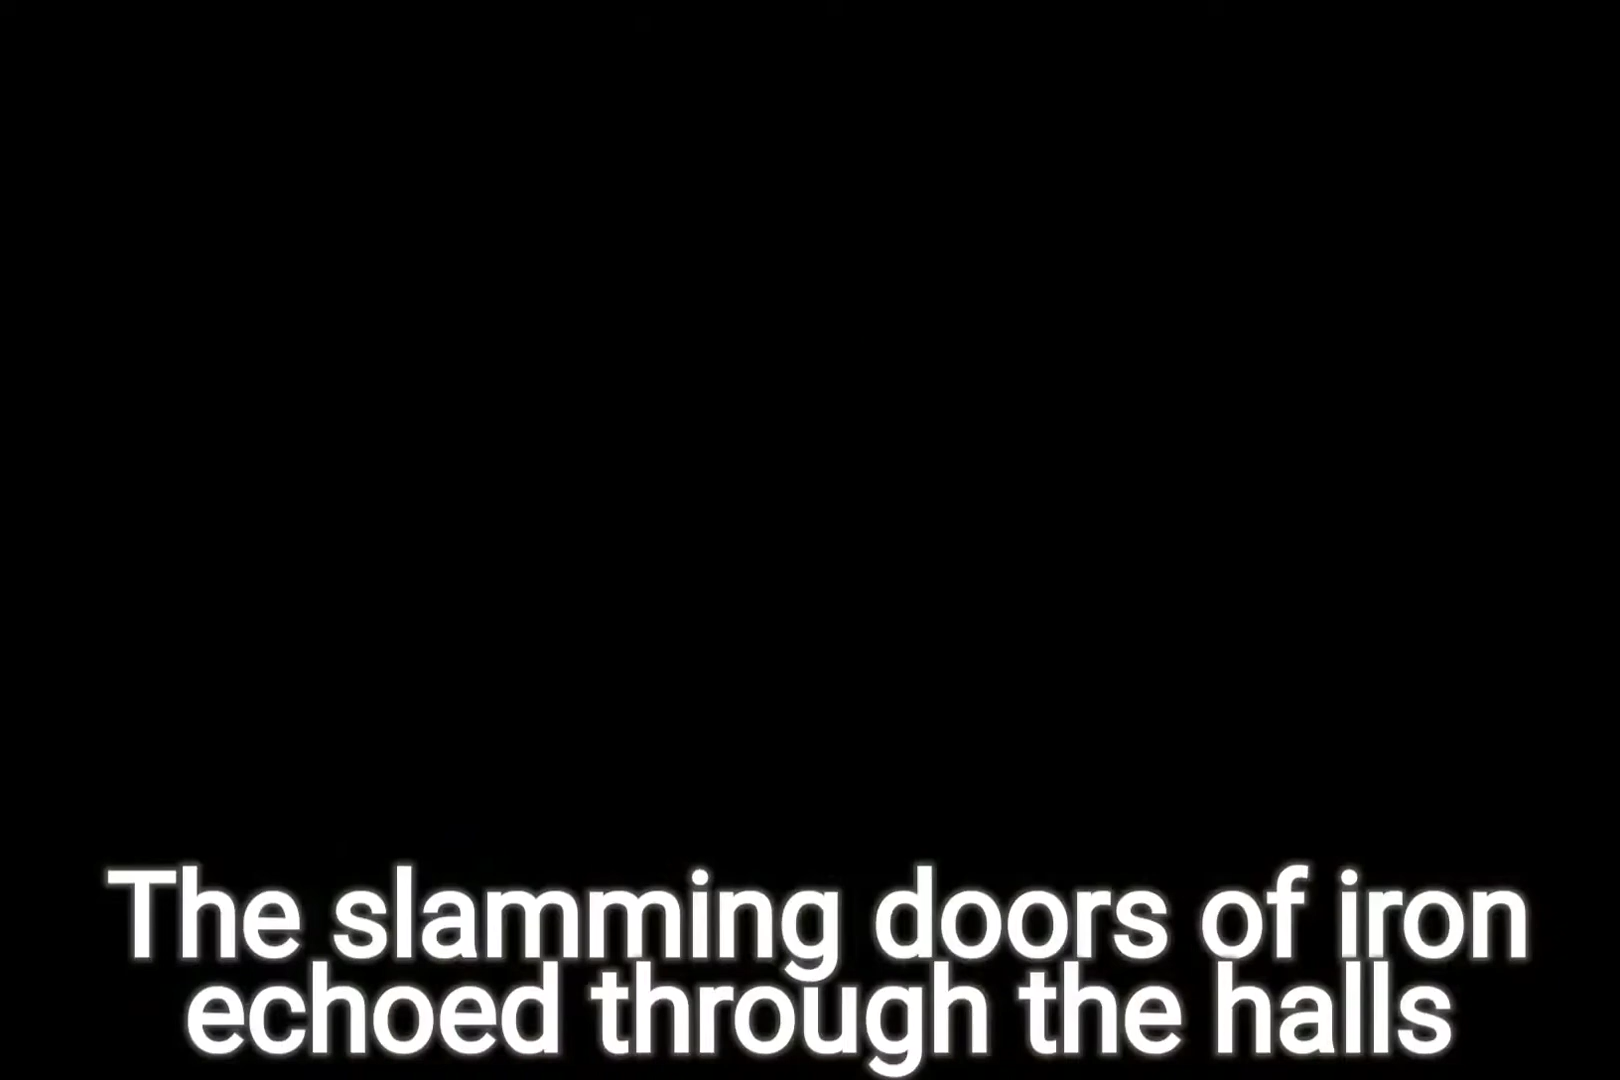 The slamming doors of iron
echoed through the halls